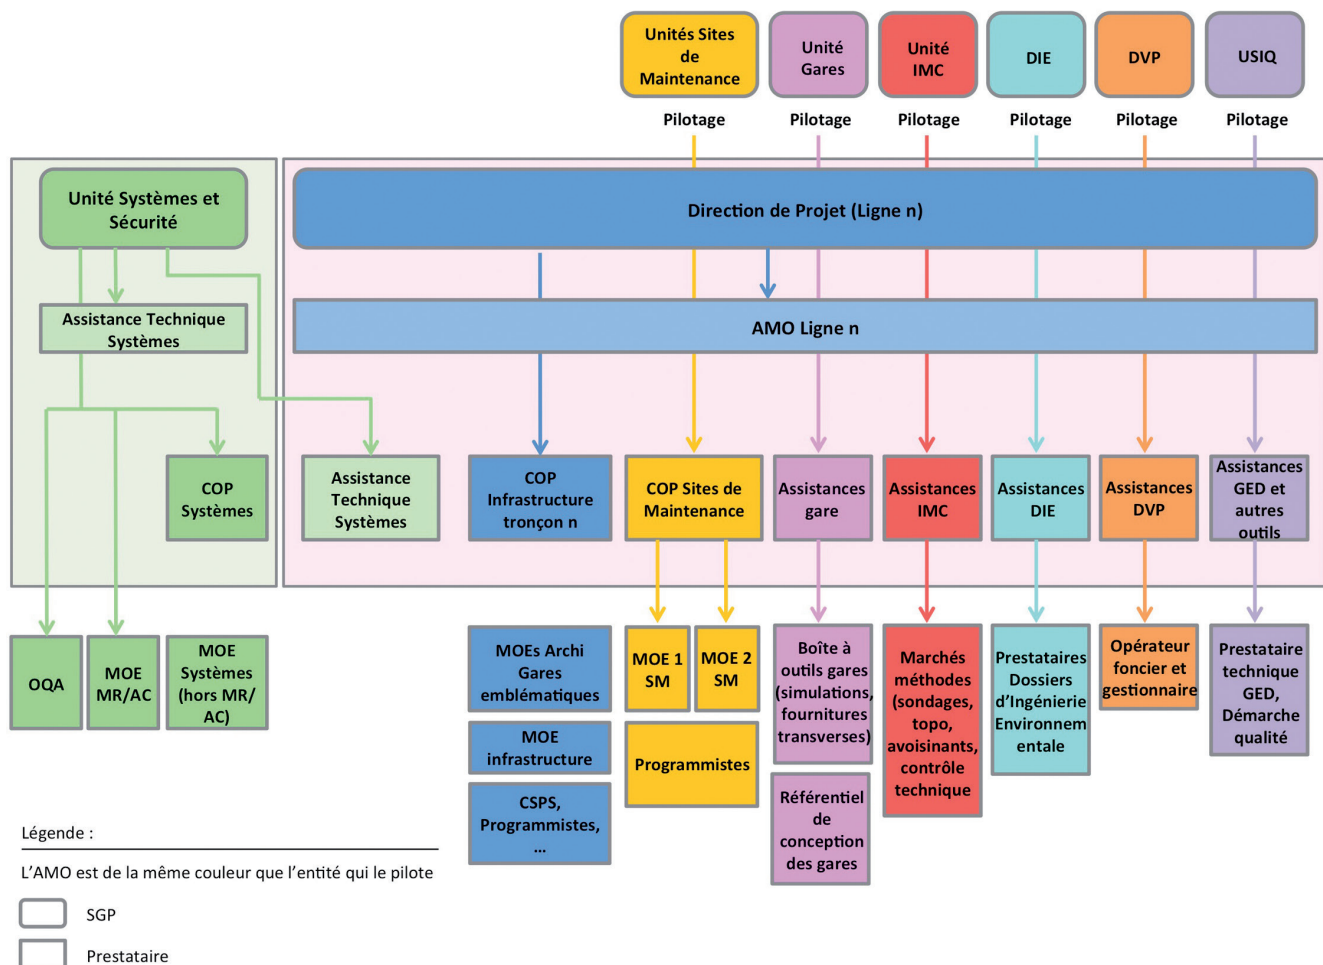 Unités Sites
de
Maintenance
Unité
Gares
Unité
IMC
DIE
DVP
USIQ
Pilotage
Pilotage
Pilotage
Pilotage
Pilotage
Pilotage
Unité Systèmes et
Sécurité
Direction de Projet (Ligne n)
Assistance Technique
Systèmes
AMO Ligne n
COP
Systèmes
Assistance
Technique
Systèmes
COP
Infrastructure
tronçon n
COP Sites de
Maintenance
Assistances
gare
Assistances
IMC
Assistances
DIE
Assistances
DVP
Assistances
GED et
autres
outils
OQA
MOE
MR/AC
MOE
Systèmes
(hors MR/
AC)
MOEs Archi
Gares
emblématiques
MOE
infrastructure
CSPS,
Programmistes,
...
MOE 1
SM
MOE 2
SM
Programmistes
Boîte à
outils gares
(simulations,
fournitures
transverses)
Référentiel
de
conception
des gares
Marchés
méthodes
(sondages,
topo,
avoisinants,
contrôle
technique
Prestataires
Dossiers
d’Ingénierie
Environnem
entale
Opérateur
foncier et
gestionnaire
Prestataire
technique
GED,
Démarche
qualité
Légende :
L’AMO est de la même couleur que l’entité qui le pilote
SGP
Prestataire